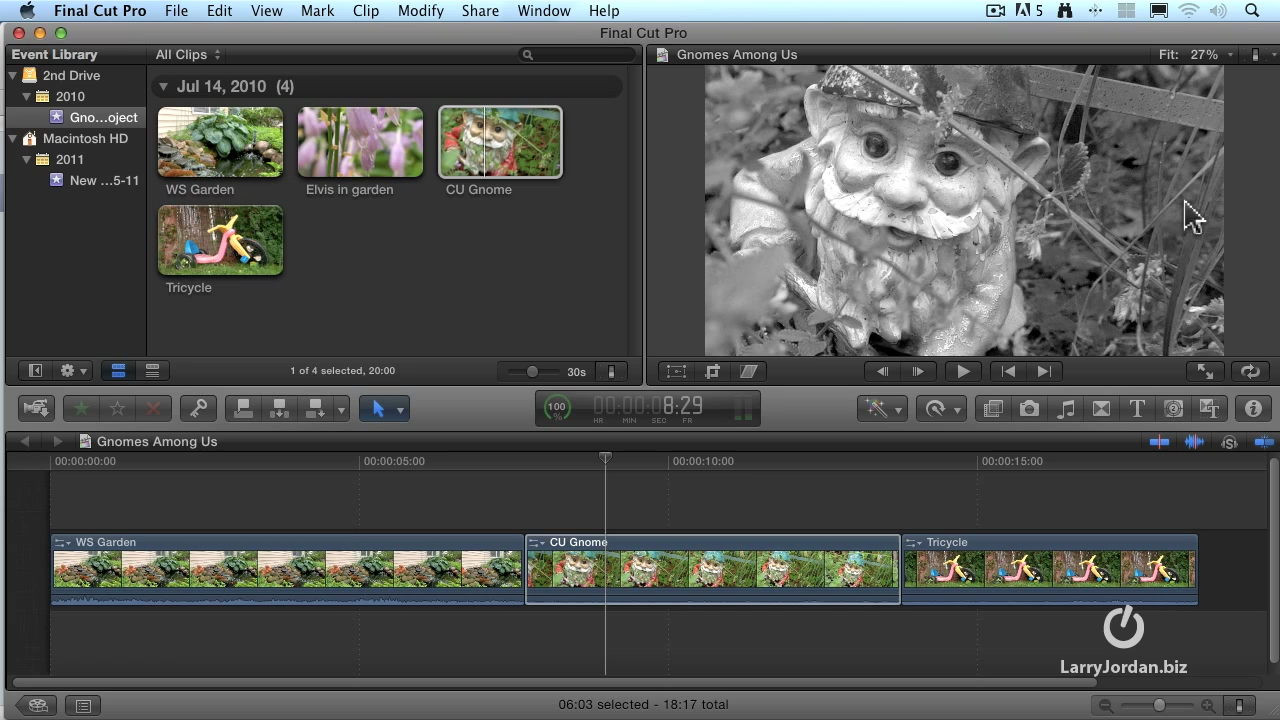 Final Cut Pro File Edit View Mark Clip Modify Share Window Help 5
Final Cut Pro
Event Library
All Clips
Gnomes Among Us
Fit: 27%
2nd Drive
2010
Gno...oject
Macintosh HD
2011
New ...5-11
Jul 14, 2010 (4)
WS Garden
Elvis in garden
CU Gnome
Tricycle
1 of 4 selected, 20:00
30s
100
%
00:00:08:29
HR MIN SEC FR
Gnomes Among Us
00:00:00:00
00:00:05:00
00:00:10:00
00:00:15:00
WS Garden
CU Gnome
Tricycle
LarryJordan.biz
06:03 selected - 18:17 total